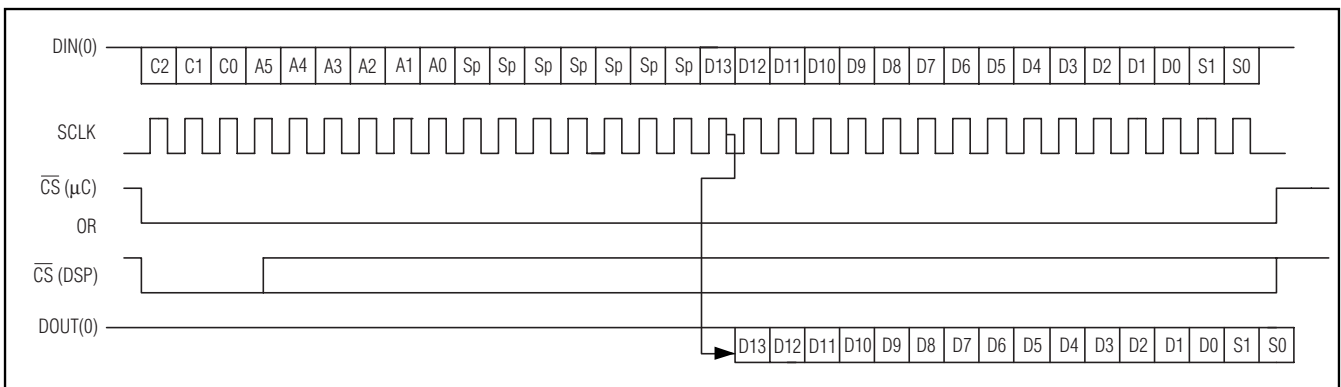 DIN(0)
C2 C1 C0 A5 A4 A3 A2 A1 A0 Sp Sp Sp Sp Sp Sp Sp D13 D12 D11 D10 D9 D8 D7 D6 D5 D4 D3 D2 D1 D0 S1 S0
SCLK
C̅S̅ (μC)
OR
C̅S̅ (DSP)
DOUT(0)
D13 D12 D11 D10 D9 D8 D7 D6 D5 D4 D3 D2 D1 D0 S1 S0